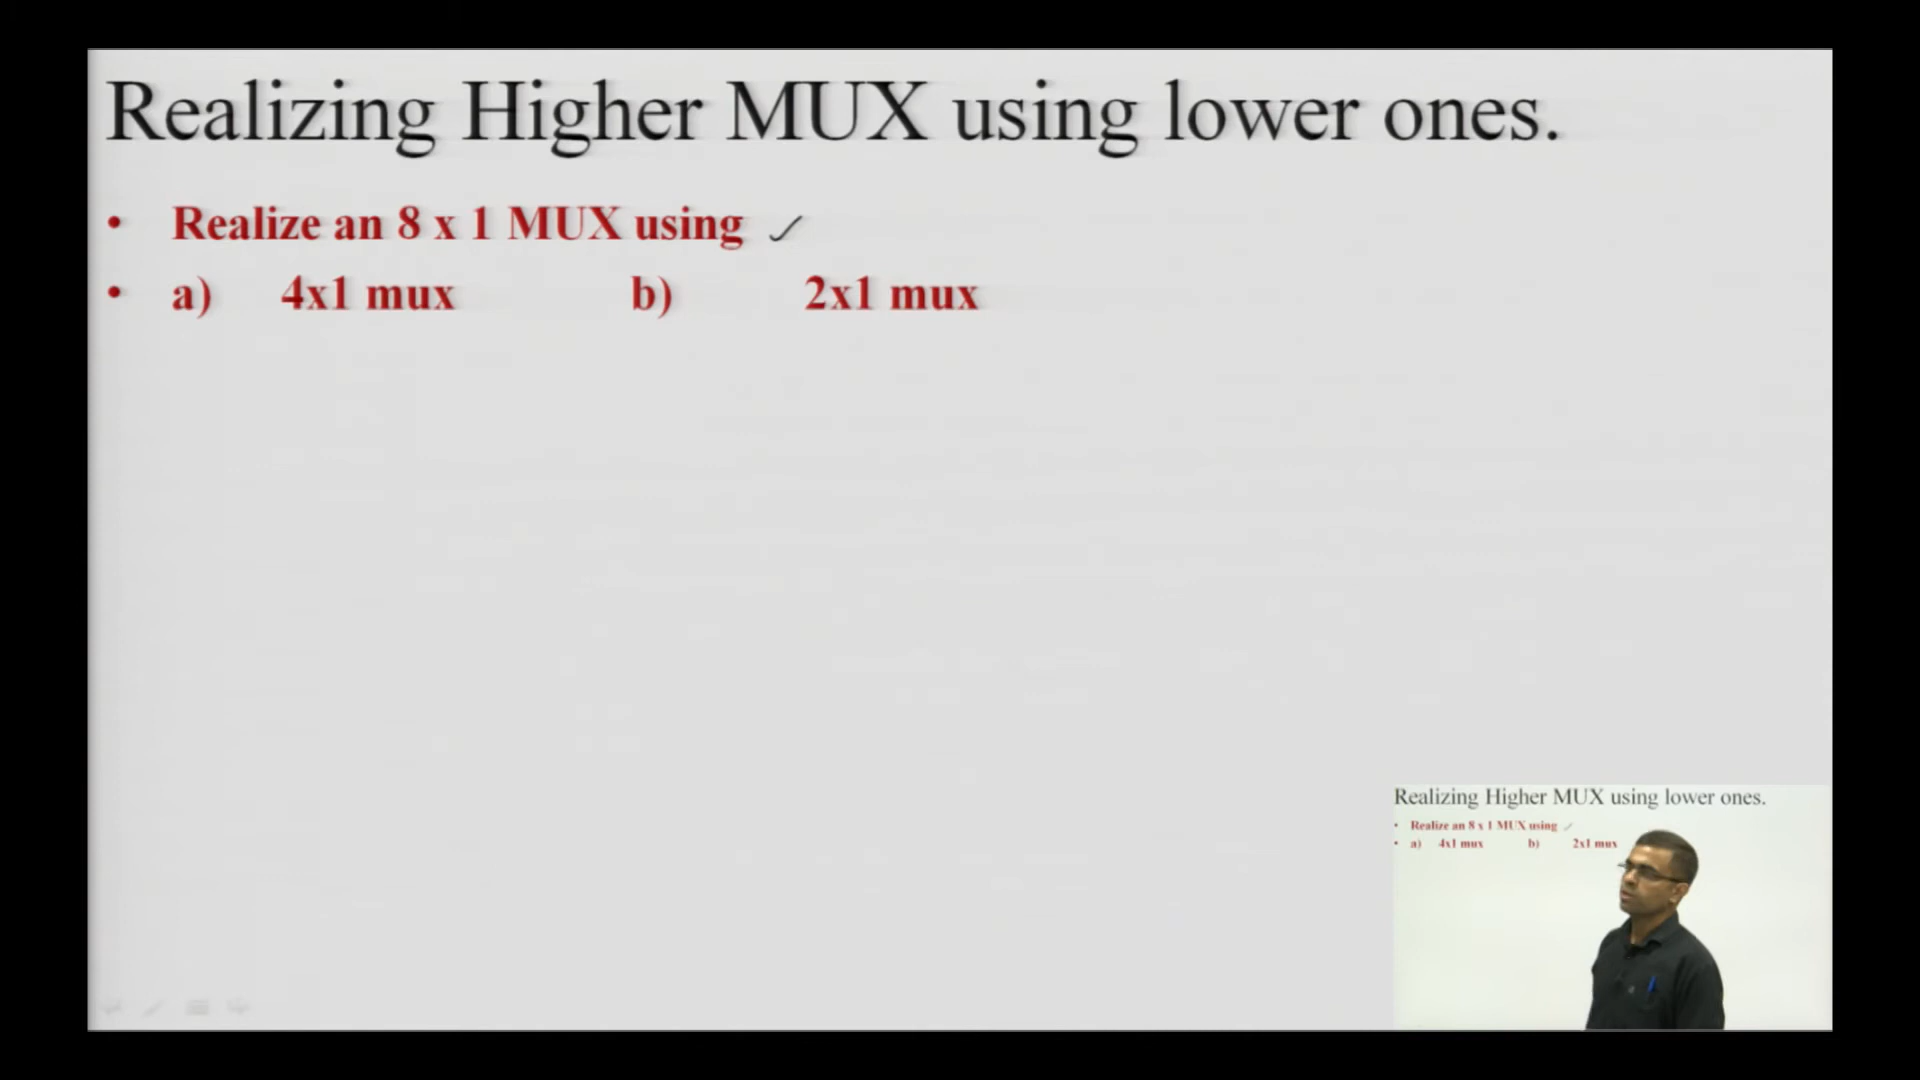 Realizing Higher MUX using lower ones.
• Realize an 8 x 1 MUX using
• a) 4x1 mux b) 2x1 mux
Realizing Higher MUX using lower ones.
• Realize an 8 x 1 MUX using
• a) 4x1 mux b) 2x1 mux